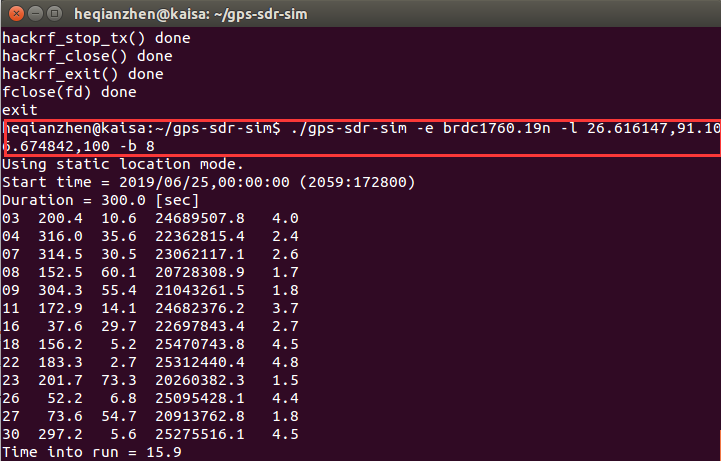 heqianzhen@kaisa: ~/gps-sdr-sim
hackrf_stop_tx() done
hackrf_close() done
hackrf_exit() done
fclose(fd) done
exit
heqianzhen@kaisa:~/gps-sdr-sim$ ./gps-sdr-sim -e brdc1760.19n -l 26.616147,91.10
6.674842,100 -b 8
Using static location mode.
Start time = 2019/06/25,00:00:00 (2059:172800)
Duration = 300.0 [sec]
03  200.4  10.6  24689507.8   4.0
04  316.0  35.6  22362815.4   2.4
07  314.5  30.5  23062117.1   2.6
08  152.5  60.1  20728308.9   1.7
09  304.3  55.4  21043261.5   1.8
11  172.9  14.1  24682376.2   3.7
16   37.6  29.7  22697843.4   2.7
18  156.2   5.2  25470743.8   4.5
22  183.3   2.7  25312440.4   4.8
23  201.7  73.3  20260382.3   1.5
26   52.2   6.8  25095428.1   4.4
27   73.6  54.7  20913762.8   1.8
30  297.2   5.6  25275516.1   4.5
Time into run = 15.9